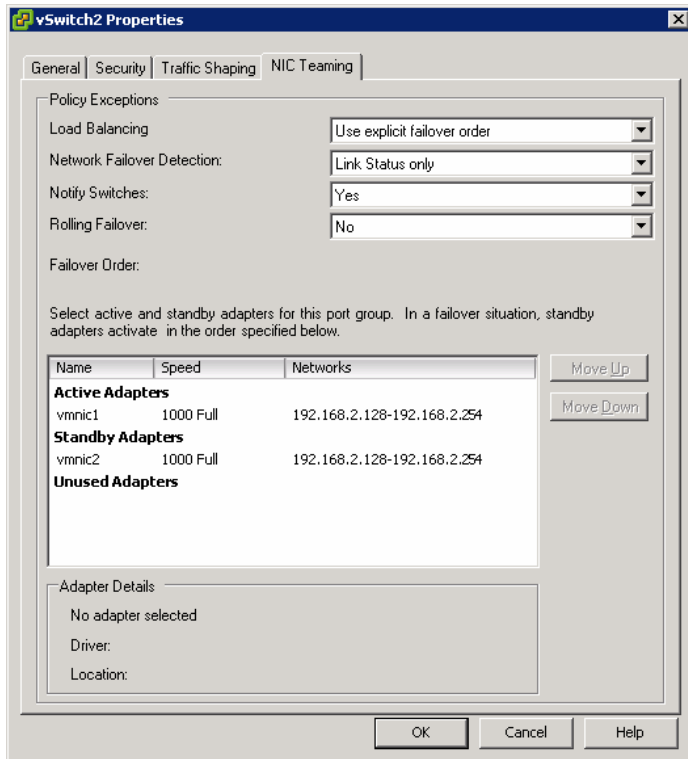 vSwitch2 Properties
General Security Traffic Shaping NIC Teaming
Policy Exceptions
Load Balancing Use explicit failover order
Network Failover Detection: Link Status only
Notify Switches: Yes
Rolling Failover: No
Failover Order:
Select active and standby adapters for this port group. In a failover situation, standby
adapters activate in the order specified below.
Name Speed Networks Move Up
Active Adapters
vmnic1 1000 Full 192.168.2.128-192.168.2.254 Move Down
Standby Adapters
vmnic2 1000 Full 192.168.2.128-192.168.2.254
Unused Adapters
Adapter Details
No adapter selected
Driver:
Location:
OK Cancel Help